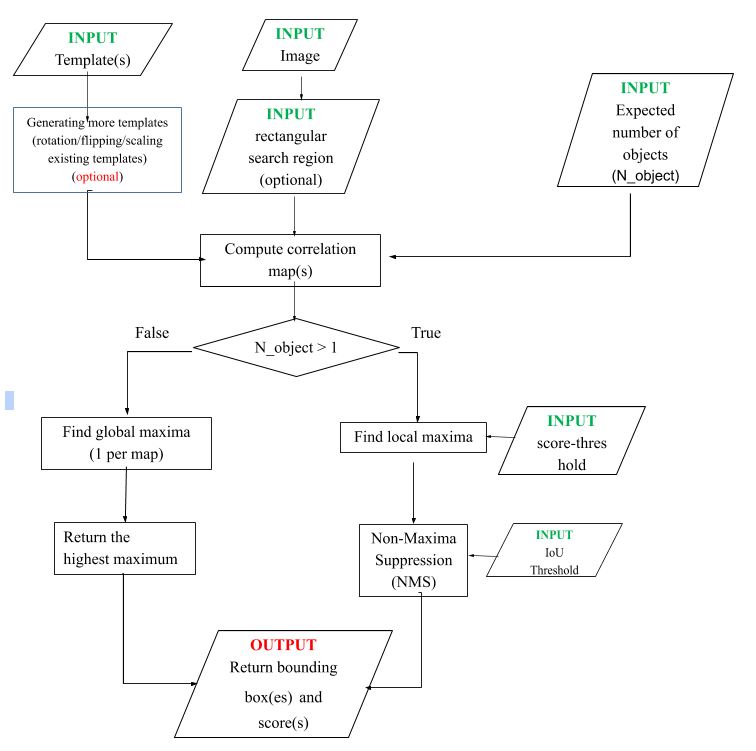 INPUT
Template(s)
INPUT
Image
INPUT
Expected
number of
objects
(N_object)
Generating more templates
(rotation/flipping/scaling
existing templates)
(optional)
INPUT
rectangular
search region
(optional)
Compute correlation
map(s)
False
True
N_object > 1
Find global maxima
(1 per map)
Find local maxima
INPUT
score-thres
hold
Return the
highest maximum
Non-Maxima
Suppression
(NMS)
INPUT
IoU
Threshold
OUTPUT
Return bounding
box(es) and
score(s)